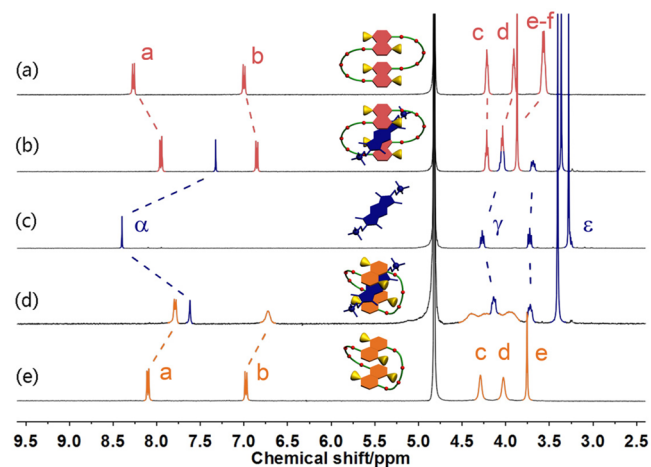 (a) a b c d e-f
(b)
(c) α γ ε
(d)
(e) a b c d e
9.5 9.0 8.5 8.0 7.5 7.0 6.5 6.0 5.5 5.0 4.5 4.0 3.5 3.0 2.5
Chemical shift/ppm